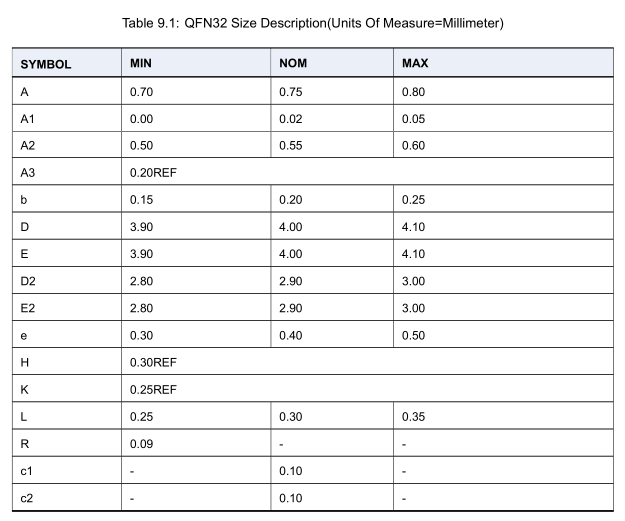 Table 9.1: QFN32 Size Description(Units Of Measure=Millimeter)
SYMBOL MIN NOM MAX
A 0.70 0.75 0.80
A1 0.00 0.02 0.05
A2 0.50 0.55 0.60
A3 0.20REF
b 0.15 0.20 0.25
D 3.90 4.00 4.10
E 3.90 4.00 4.10
D2 2.80 2.90 3.00
E2 2.80 2.90 3.00
e 0.30 0.40 0.50
H 0.30REF
K 0.25REF
L 0.25 0.30 0.35
R 0.09 - -
c1 - 0.10 -
c2 - 0.10 -